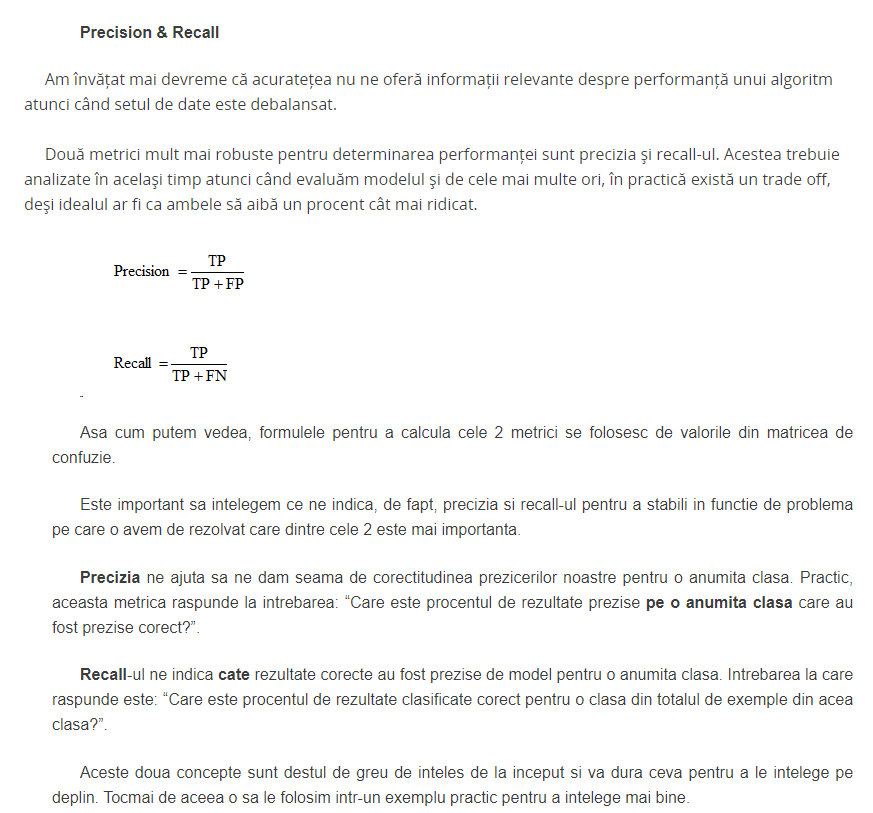 Precision & Recall
Am învățat mai devreme că acuratețea nu ne oferă informații relevante despre performanță unui algoritm
atunci când setul de date este debalansat.
Două metrici mult mai robuste pentru determinarea performanței sunt precizia și recall-ul. Acestea trebuie
analizate în același timp atunci când evaluăm modelul și de cele mai multe ori, în practică există un trade off,
deși idealul ar fi ca ambele să aibă un procent cât mai ridicat.
Precision = TP / TP + FP
Recall = TP / TP + FN
Asa cum putem vedea, formulele pentru a calcula cele 2 metrici se folosesc de valorile din matricea de
confuzie.
Este important sa intelegem ce ne indica, de fapt, precizia si recall-ul pentru a stabili in functie de problema
pe care o avem de rezolvat care dintre cele 2 este mai importanta.
Precizia ne ajuta sa ne dam seama de corectitudinea prezicerilor noastre pentru o anumita clasa. Practic,
aceasta metrica raspunde la intrebarea: “Care este procentul de rezultate prezise pe o anumita clasa care au
fost prezise corect?”.
Recall-ul ne indica cate rezultate corecte au fost prezise de model pentru o anumita clasa. Intrebarea la care
raspunde este: “Care este procentul de rezultate clasificate corect pentru o clasa din totalul de exemple din acea
clasa?”.
Aceste doua concepte sunt destul de greu de inteles de la inceput si va dura ceva pentru a le intelege pe
deplin. Tocmai de aceea o sa le folosim intr-un exemplu practic pentru a intelege mai bine.